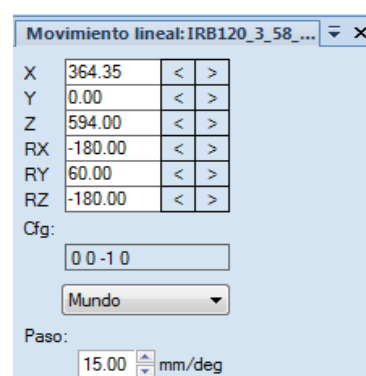 Movimiento lineal: IRB120_3_58_...
X 364.35 < >
Y 0.00 < >
Z 594.00 < >
RX -180.00 < >
RY 60.00 < >
RZ -180.00 < >
Cfg:
0 0 -1 0
Mundo
Paso:
15.00 mm/deg